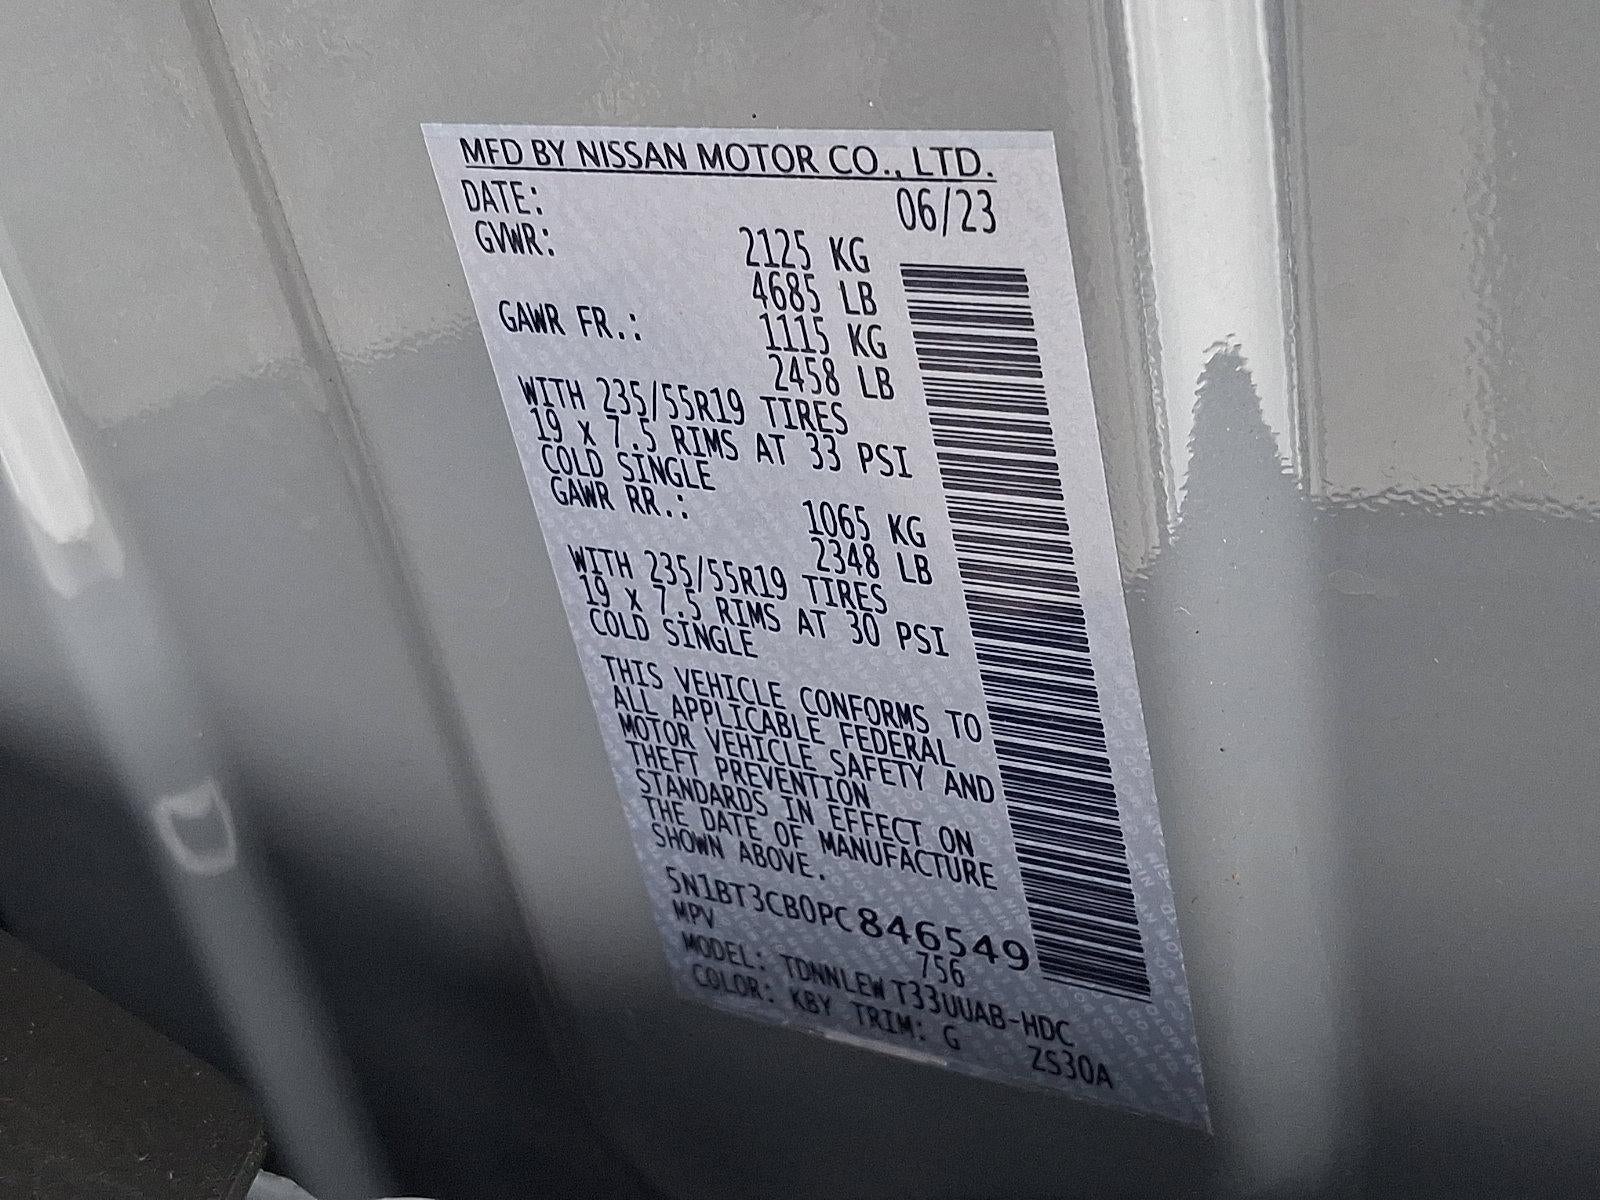 MFD BY NISSAN MOTOR CO., LTD.
DATE: 06/23
GVWR: 2125 KG
4685 LB
GAWR FR.: 1115 KG
2458 LB
WITH 235/55R19 TIRES
19 X 7.5 RIMS AT 33 PSI
COLD SINGLE
GAWR RR.: 1065 KG
2348 LB
WITH 235/55R19 TIRES
19 X 7.5 RIMS AT 30 PSI
COLD SINGLE
THIS VEHICLE CONFORMS TO
ALL APPLICABLE FEDERAL
MOTOR VEHICLE SAFETY AND
THEFT PREVENTION
STANDARDS IN EFFECT ON
THE DATE OF MANUFACTURE
SHOWN ABOVE.
5N1BT3CB0PC846549
MPV 756
MODEL: TDNNLEWT33UUAB-HDC
COLOR: KBY TRIM: G ZS30A